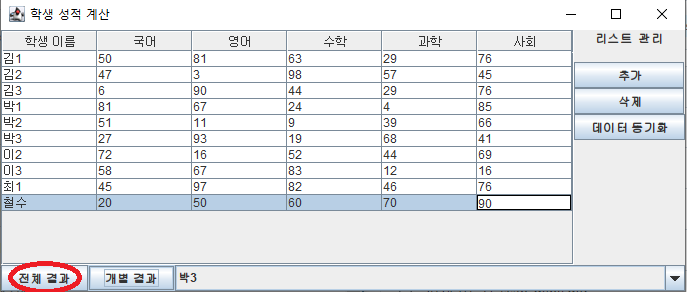 학생 성적 계산
학생 이름 국어 영어 수학 과학 사회
김1 50 81 63 29 76
김2 47 3 98 57 45
김3 6 90 44 29 76
박1 81 67 24 4 85
박2 51 11 9 39 66
박3 27 93 19 68 41
이2 72 16 52 44 69
이3 58 67 83 12 16
최1 45 97 82 46 76
철수 20 50 60 70 90
리스트 관리
추가
삭제
데이터 동기화
전체 결과 개별 결과 박3